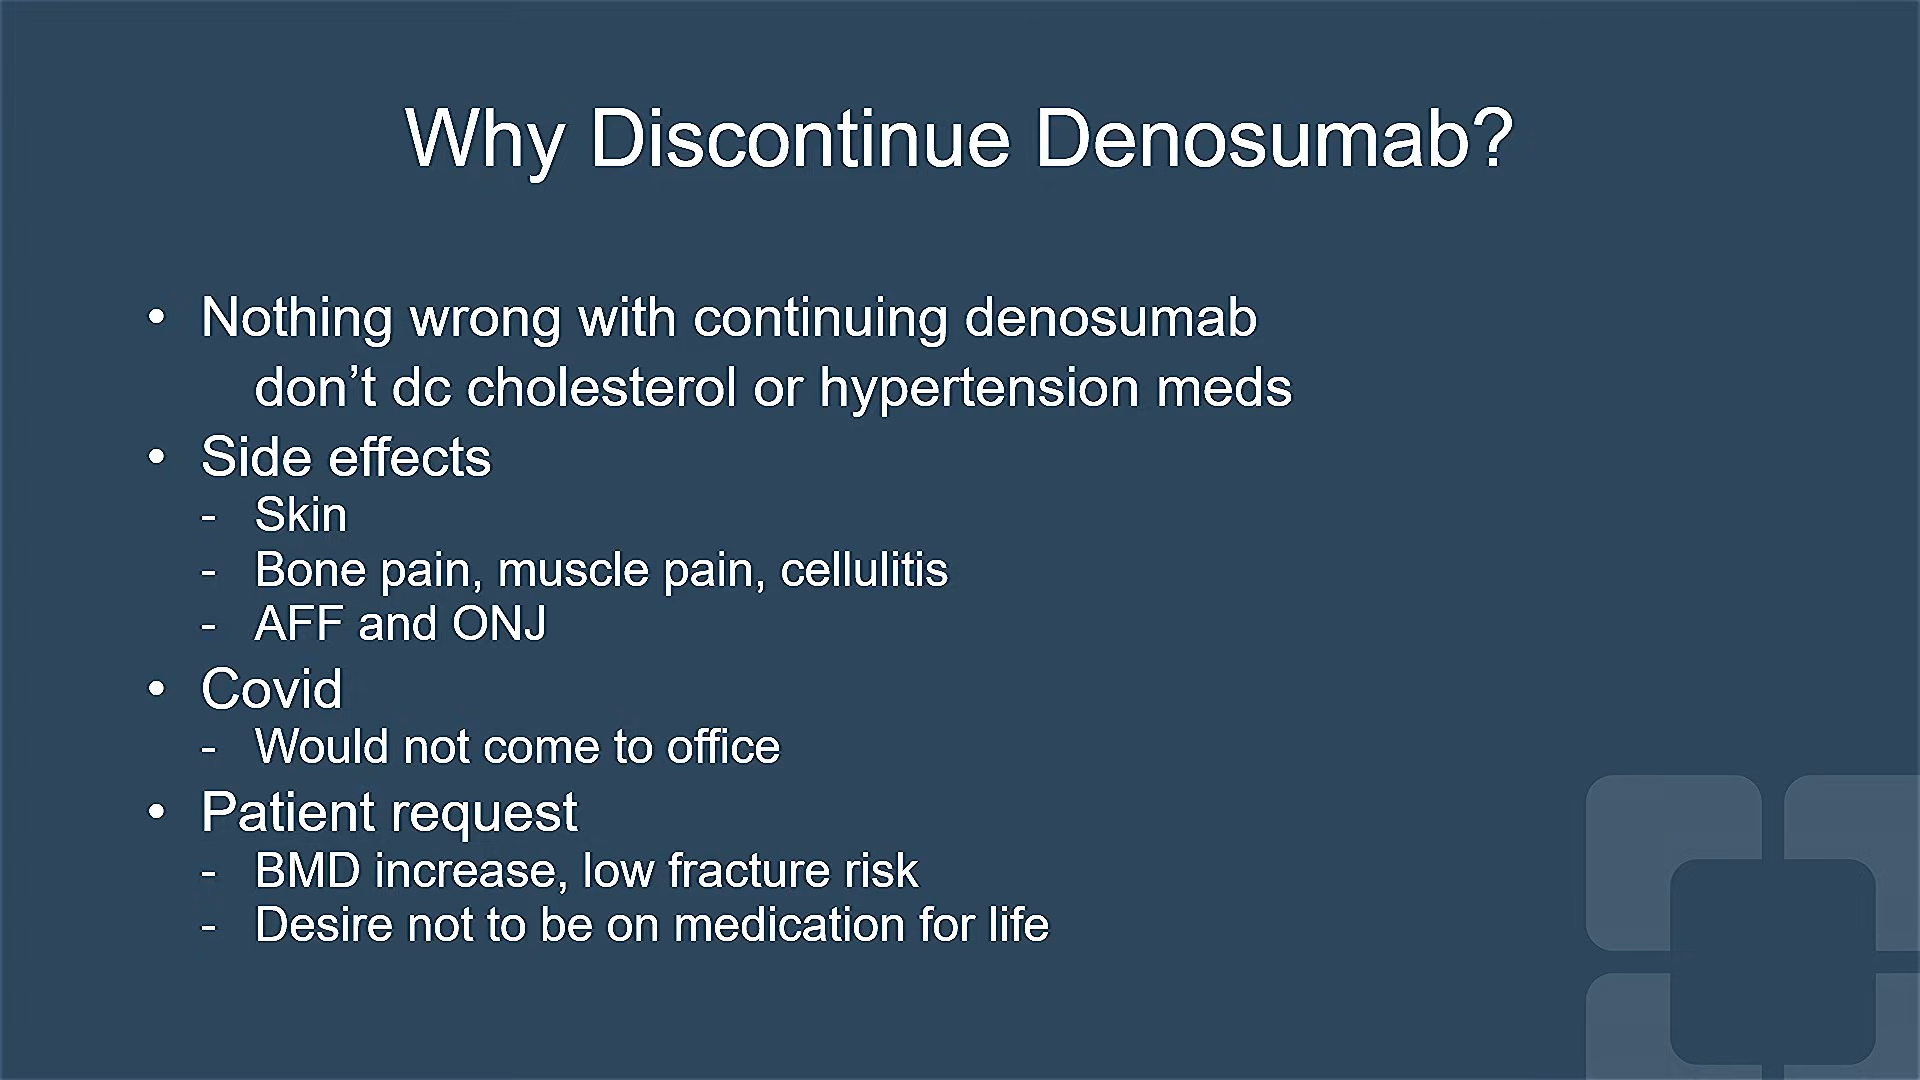 Why Discontinue Denosumab?
• Nothing wrong with continuing denosumab
don’t dc cholesterol or hypertension meds
• Side effects
- Skin
- Bone pain, muscle pain, cellulitis
- AFF and ONJ
• Covid
- Would not come to office
• Patient request
- BMD increase, low fracture risk
- Desire not to be on medication for life